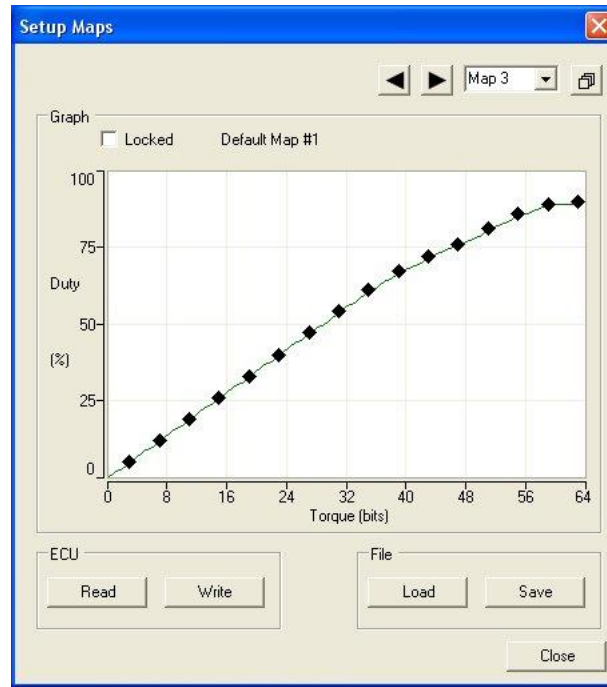 Setup Maps
Map 3
Graph
Locked Default Map #1
100
75
Duty
50
(%)
25
0
0 8 16 24 32 40 48 56 64
Torque (bits)
ECU
Read Write
File
Load Save
Close